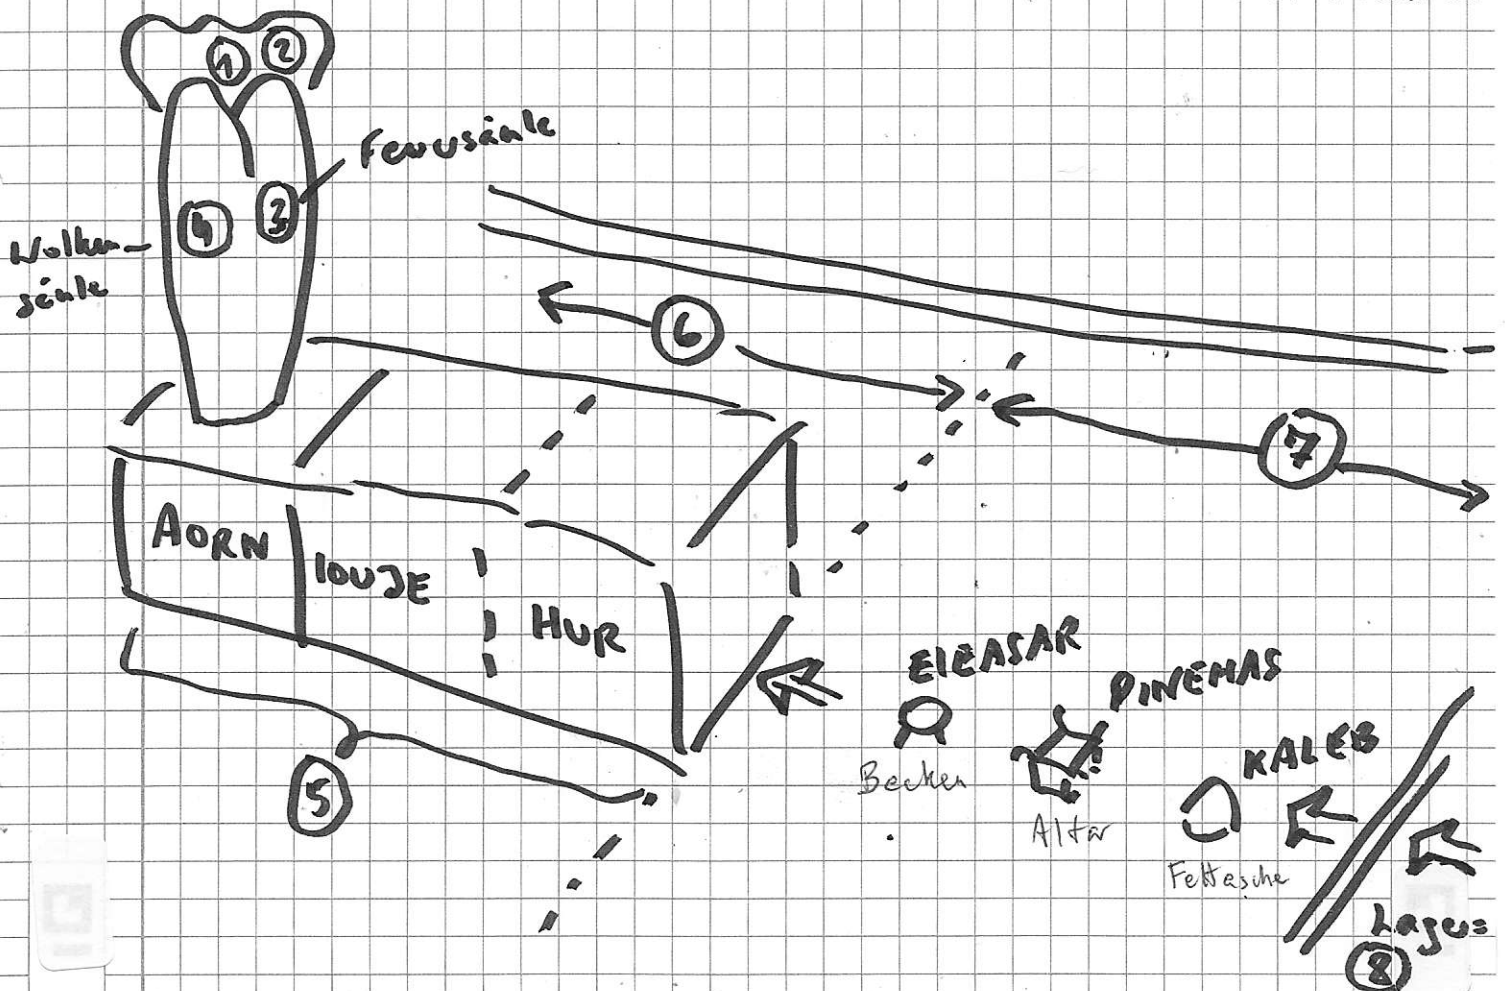 1
2
Feuersäule
3
4
Wolken-
säule
6
7
AORN
IOUJE
HUR
5
ElEASAR
Becken
PINEHAS
Altar
KALEB
Fettasche
Lager=
8